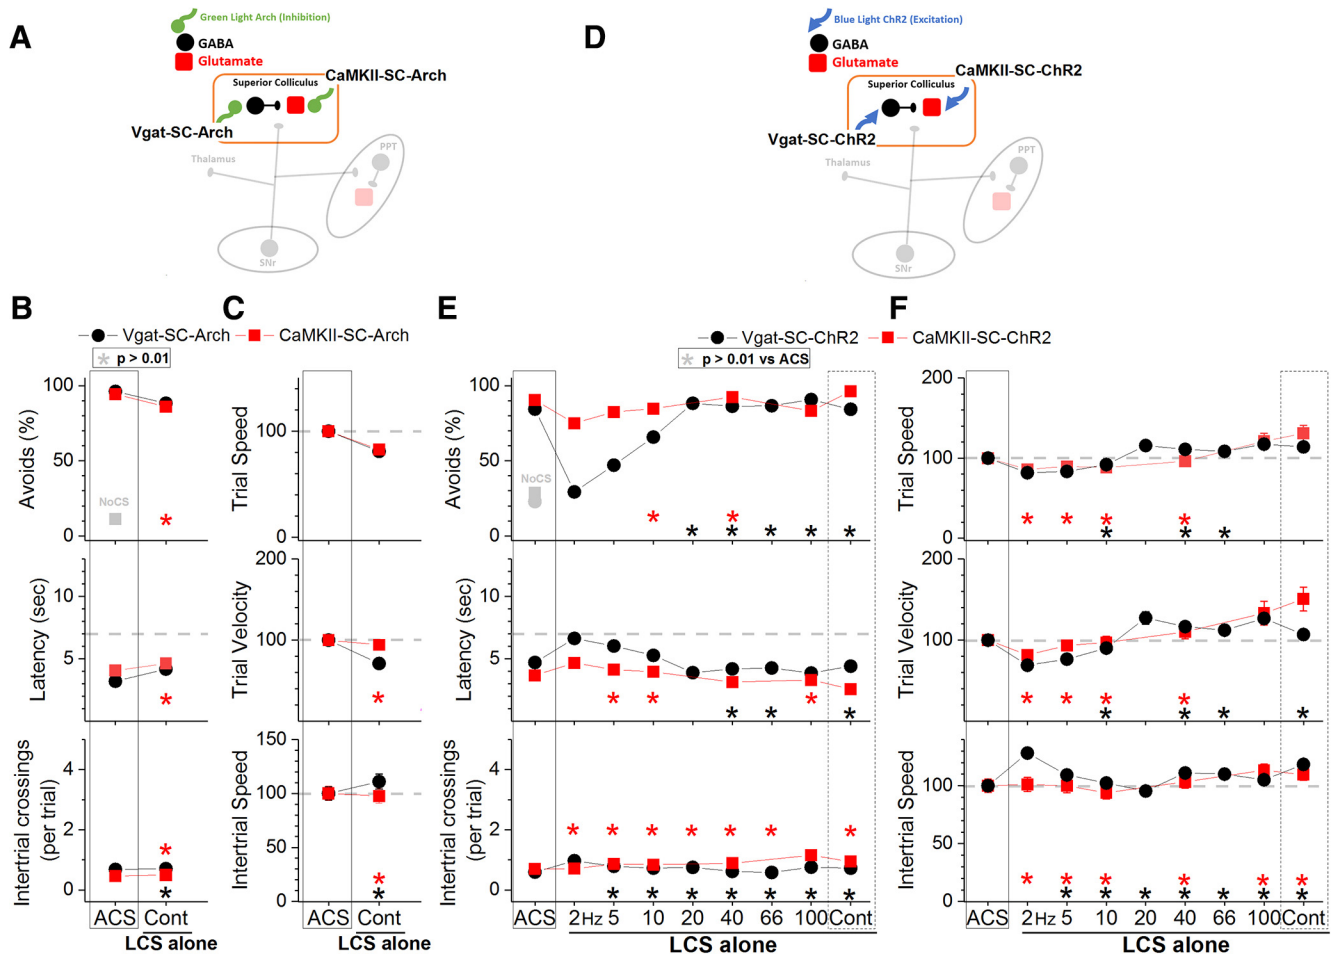 A
Green Light Arch (Inhibition)
GABA
Glutamate
CaMKII-SC-Arch
Superior Colliculus
Vgat-SC-Arch
Thalamus
PPT
SNr
D
Blue Light ChR2 (Excitation)
GABA
Glutamate
CaMKII-SC-ChR2
Superior Colliculus
Vgat-SC-ChR2
Thalamus
PPT
SNr
B
C
Vgat-SC-Arch
CaMKII-SC-Arch
* p > 0.01
Avoids (%)
100
50
0
NoCS
*
Latency (sec)
10
5
*
Intertrial crossings
(per trial)
4
2
0
*
*
ACS
Cont
LCS alone
Trial Speed
100
0
Trial Velocity
200
100
*
Intertrial Speed
150
100
50
0
*
*
ACS
Cont
LCS alone
E
F
Vgat-SC-ChR2
CaMKII-SC-ChR2
* p > 0.01 vs ACS
Avoids (%)
100
50
0
NoCS
* *
* * * * *
Latency (sec)
10
5
* * *
* * *
Intertrial crossings
(per trial)
4
2
0
* * * * * * *
* * * * * * *
ACS 2 Hz 5 10 20 40 66 100 Cont
LCS alone
Trial Speed
200
100
0
* * * *
* * *
Trial Velocity
200
100
* * * *
* * * *
Intertrial Speed
100
50
0
* * * * * *
* * * * * * *
ACS 2 Hz 5 10 20 40 66 100 Cont
LCS alone